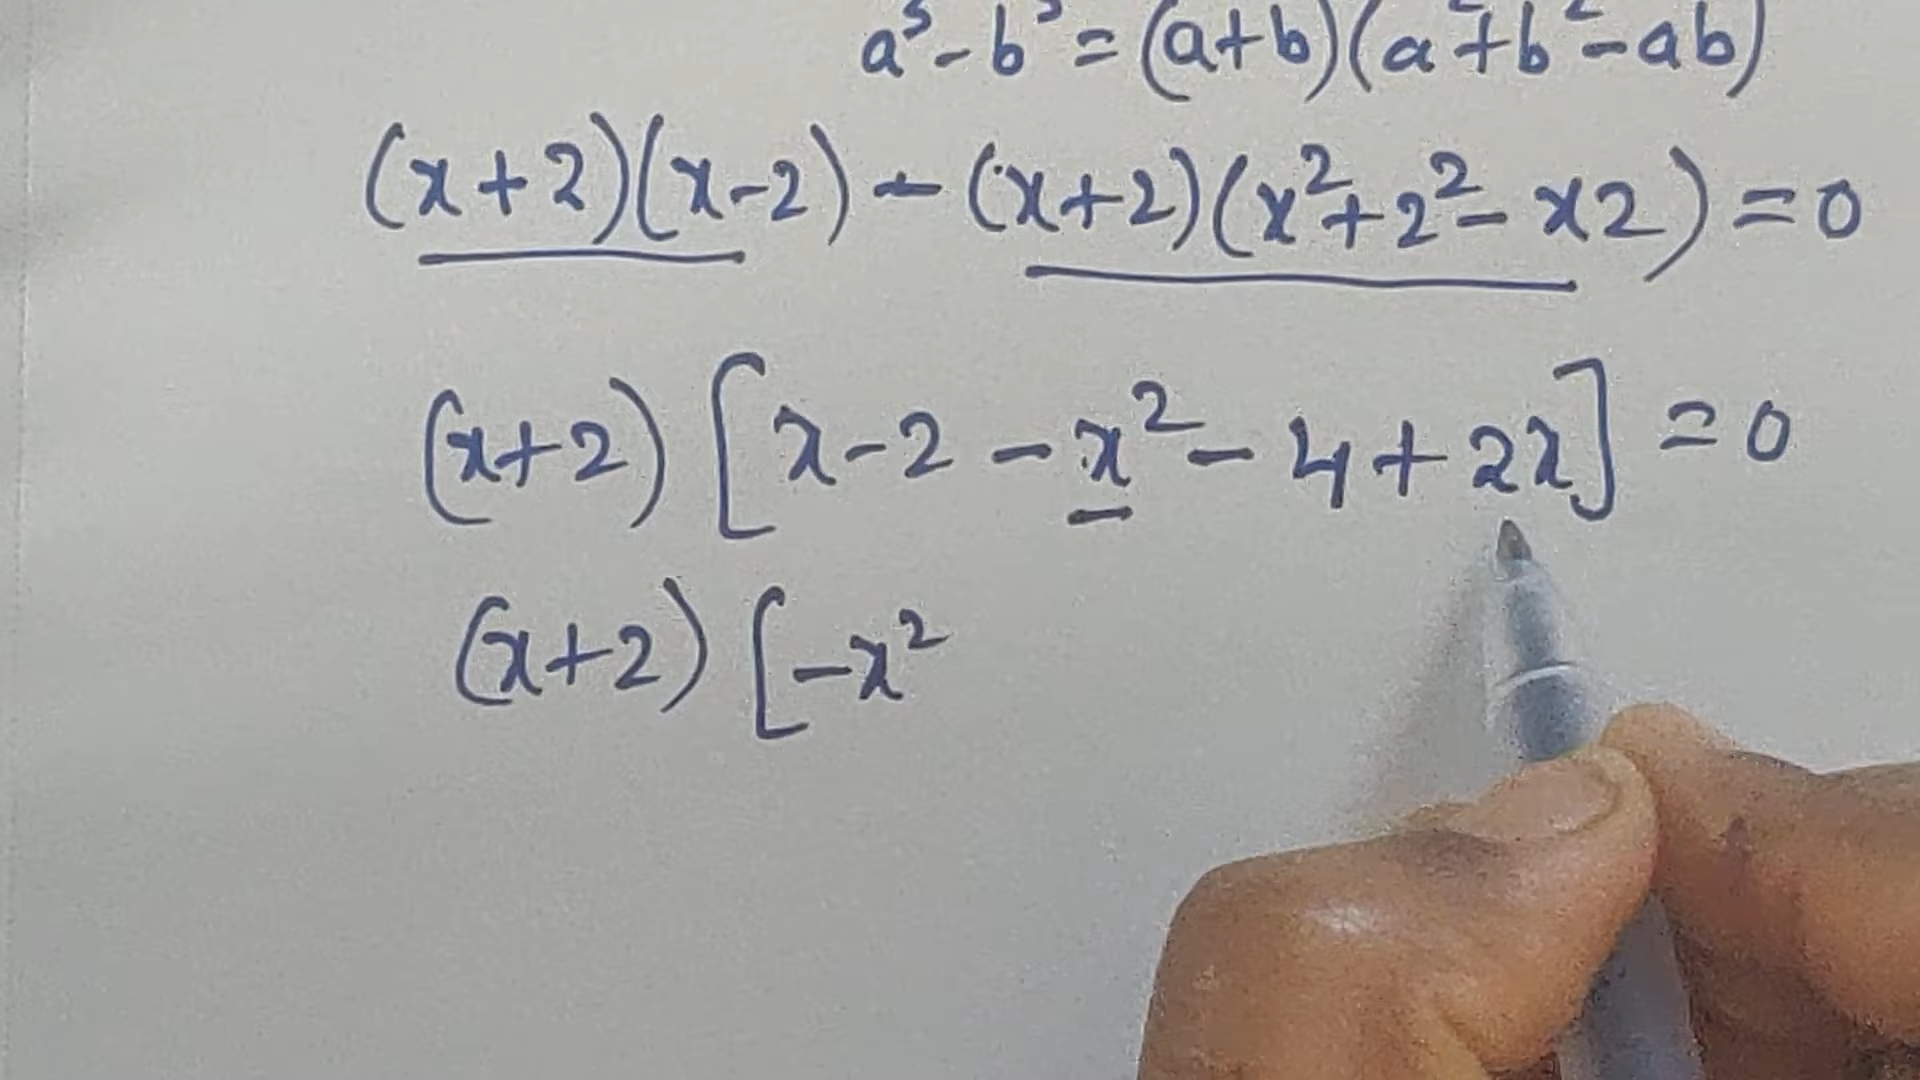 a³-b³=(a+b)(a²+b²-ab)
(x+2)(x-2)-(x+2)(x²+2²-x2)=0
(x+2)[x-2-x²-4+2x]=0
(x+2)[-x²